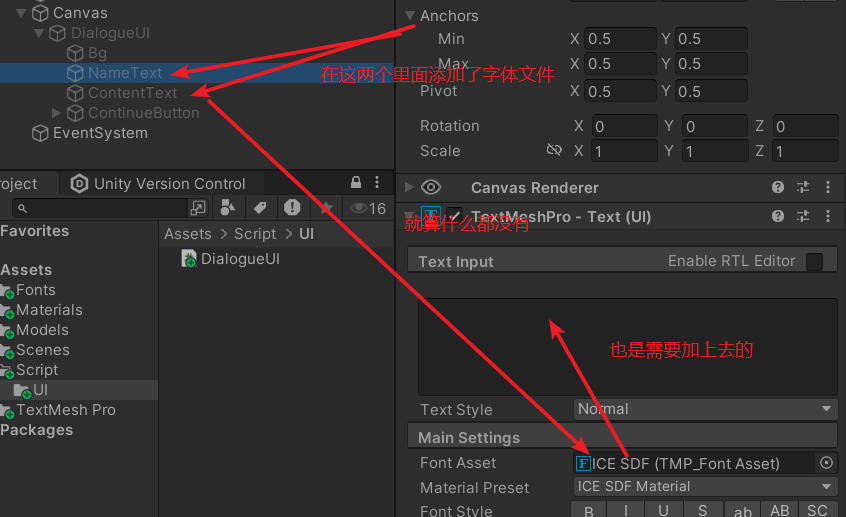 Canvas
DialogueUI
Bg
NameText
ContentText
ContinueButton
EventSystem
在这两个里面添加了字体文件
Anchors
Min X 0.5 Y 0.5
Max X 0.5 Y 0.5
Pivot X 0.5 Y 0.5
Rotation X 0 Y 0 Z 0
Scale X 1 Y 1 Z 1
Canvas Renderer
TextMeshPro - Text (UI)
就算什么都没有
Text Input Enable RTL Editor
也是需要加上去的
Text Style Normal
Main Settings
Font Asset F ICE SDF (TMP_Font Asset)
Material Preset ICE SDF Material
Font Style B I U S ab AB SC
roject Unity Version Control
16
Favorites
Assets
Fonts
Materials
Models
Scenes
Script
UI
TextMesh Pro
Packages
Assets > Script > UI
DialogueUI